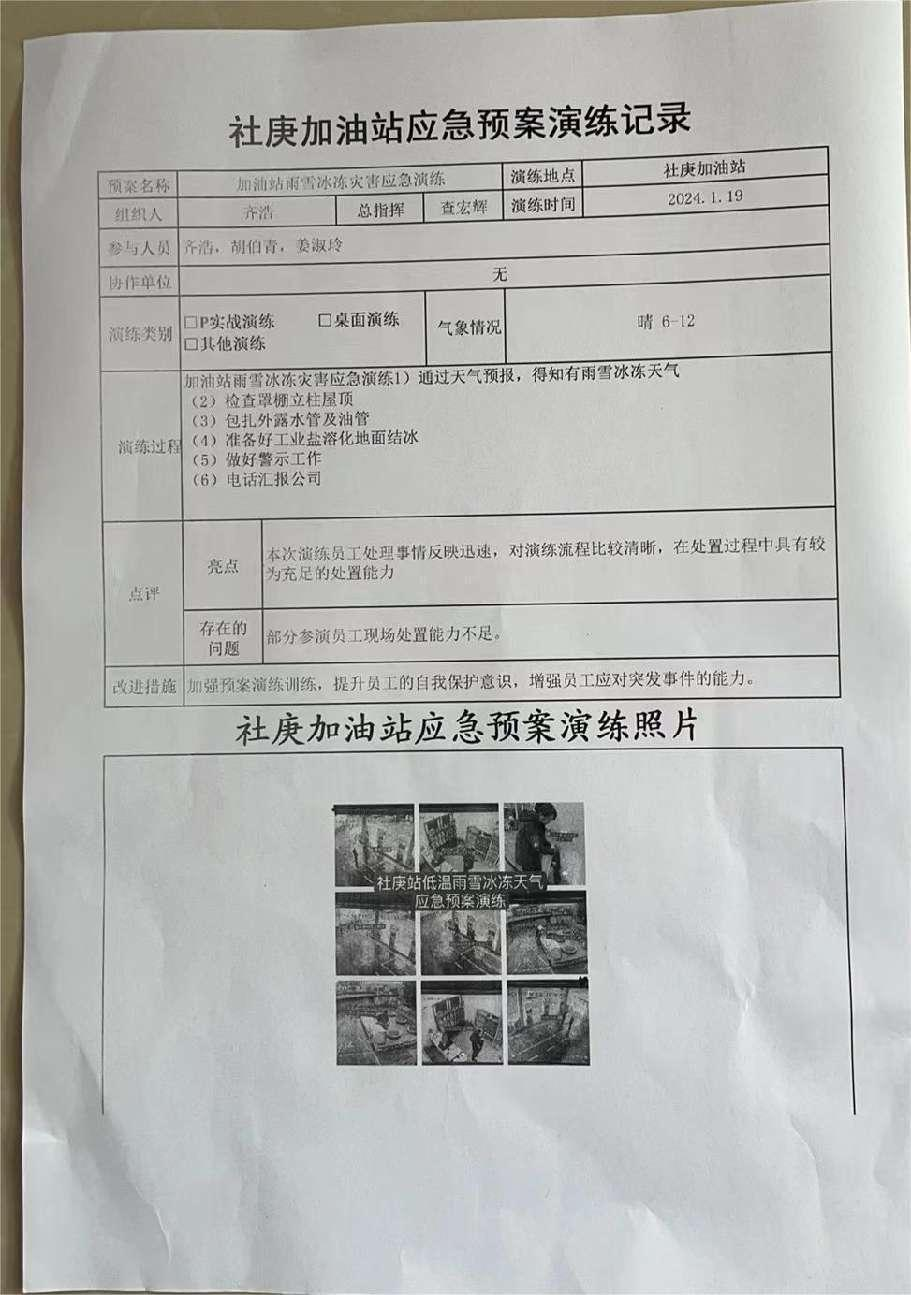 社庚加油站应急预案演练记录
预案名称 加油站雨雪冰冻灾害应急演练 演练地点 社庚加油站
组织人 齐浩 总指挥 查宏辉 演练时间 2024.1.19
参与人员 齐浩，胡伯青，姜淑玲
协作单位 无
演练类别 □P实战演练 □桌面演练 气象情况 晴 6-12
□其他演练
演练过程 加油站雨雪冰冻灾害应急演练1）通过天气预报，得知有雨雪冰冻天气
（2）检查罩棚立柱屋顶
（3）包扎外露水管及油管
（4）准备好工业盐溶化地面结冰
（5）做好警示工作
（6）电话汇报公司
点评 亮点 本次演练员工处理事情反映迅速，对演练流程比较清晰，在处置过程中具有较
为充足的处置能力
存在的
问题 部分参演员工现场处置能力不足。
改进措施 加强预案演练训练，提升员工的自我保护意识，增强员工应对突发事件的能力。
社庚加油站应急预案演练照片
社庚站低温雨雪冰冻天气
应急预案演练